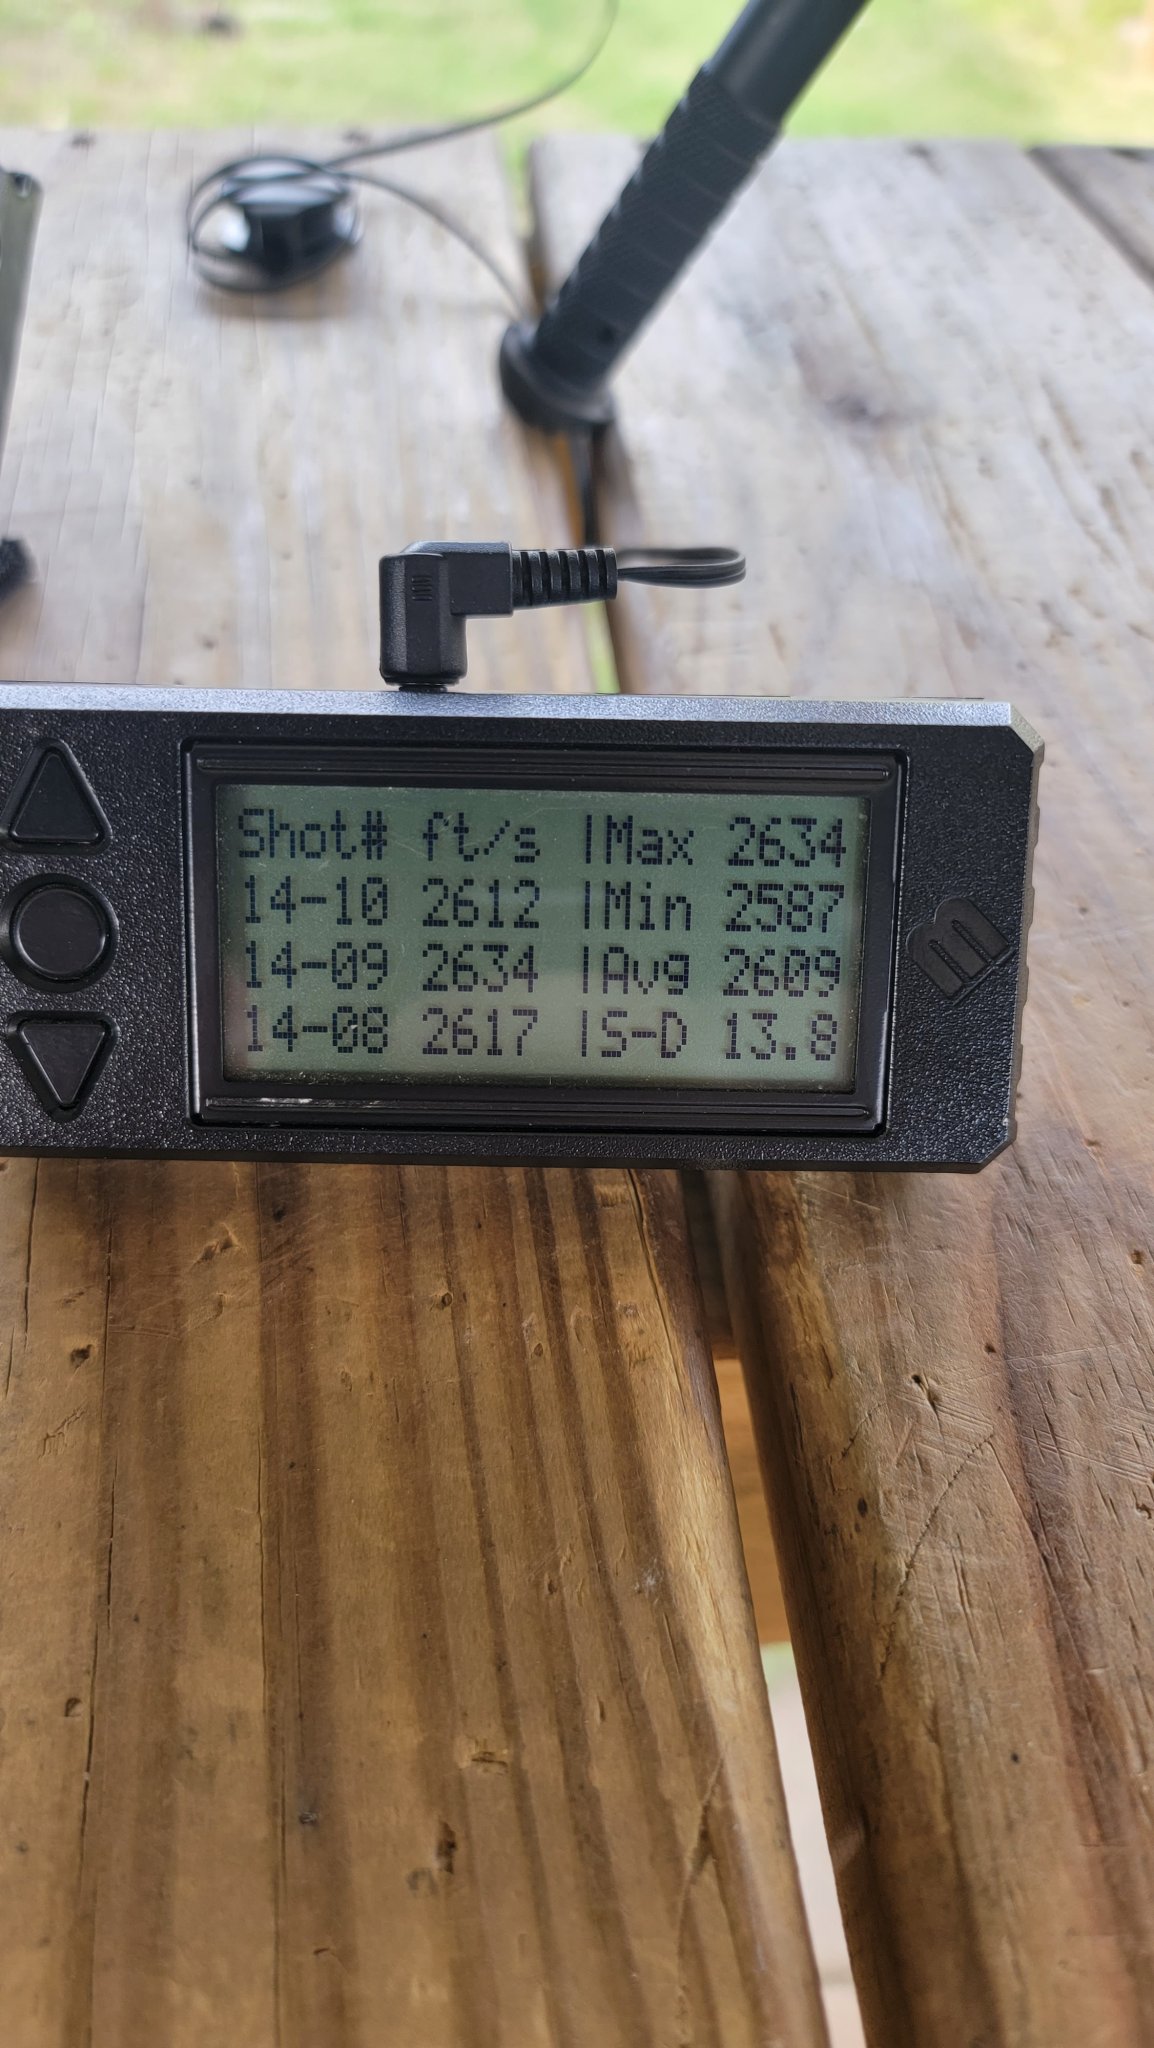 Shot# ft/s |Max 2634
14-10 2612 |Min 2587
14-09 2634 |Avg 2609
14-08 2617 |S-D 13.8